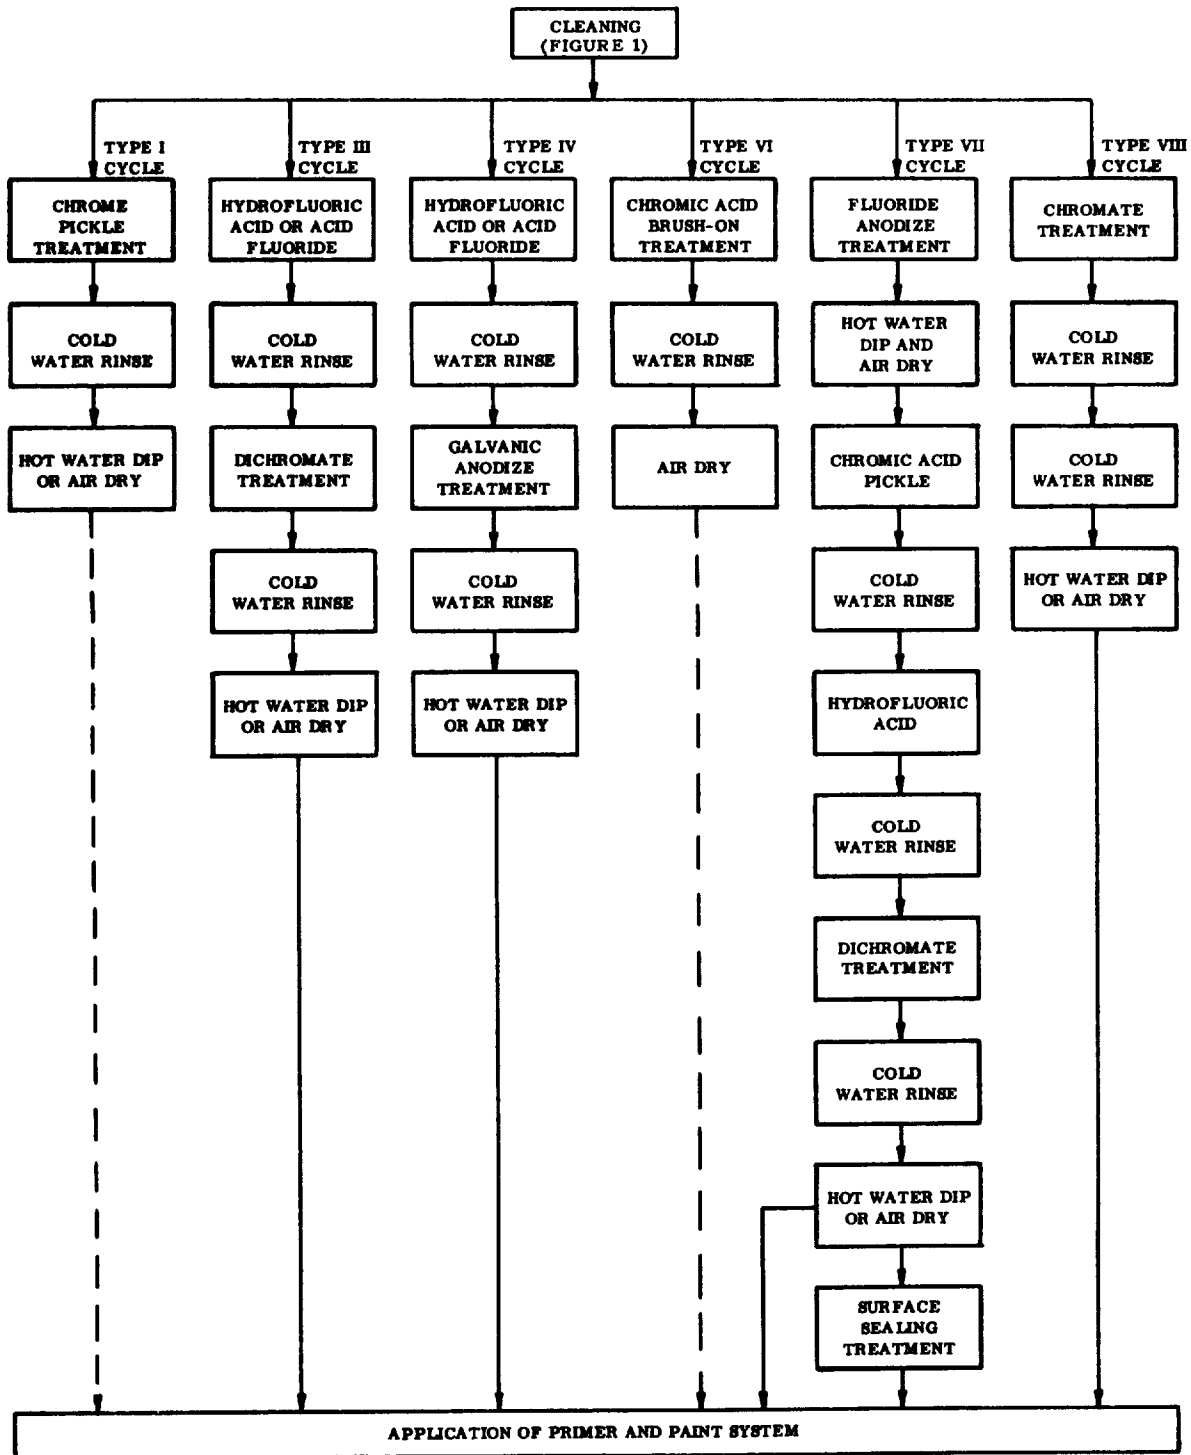 CLEANING
(FIGURE 1)
TYPE I
CYCLE
CHROME
PICKLE
TREATMENT
COLD
WATER RINSE
HOT WATER DIP
OR AIR DRY
TYPE III
CYCLE
HYDROFLUORIC
ACID OR ACID
FLUORIDE
COLD
WATER RINSE
DICHROMATE
TREATMENT
COLD
WATER RINSE
HOT WATER DIP
OR AIR DRY
TYPE IV
CYCLE
HYDROFLUORIC
ACID OR ACID
FLUORIDE
COLD
WATER RINSE
GALVANIC
ANODIZE
TREATMENT
COLD
WATER RINSE
HOT WATER DIP
OR AIR DRY
TYPE VI
CYCLE
CHROMIC ACID
BRUSH-ON
TREATMENT
COLD
WATER RINSE
AIR DRY
TYPE VII
CYCLE
FLUORIDE
ANODIZE
TREATMENT
HOT WATER
DIP AND
AIR DRY
CHROMIC ACID
PICKLE
COLD
WATER RINSE
HYDROFLUORIC
ACID
COLD
WATER RINSE
DICHROMATE
TREATMENT
COLD
WATER RINSE
HOT WATER DIP
OR AIR DRY
SURFACE
SEALING
TREATMENT
TYPE VIII
CYCLE
CHROMATE
TREATMENT
COLD
WATER RINSE
COLD
WATER RINSE
HOT WATER DIP
OR AIR DRY
APPLICATION OF PRIMER AND PAINT SYSTEM